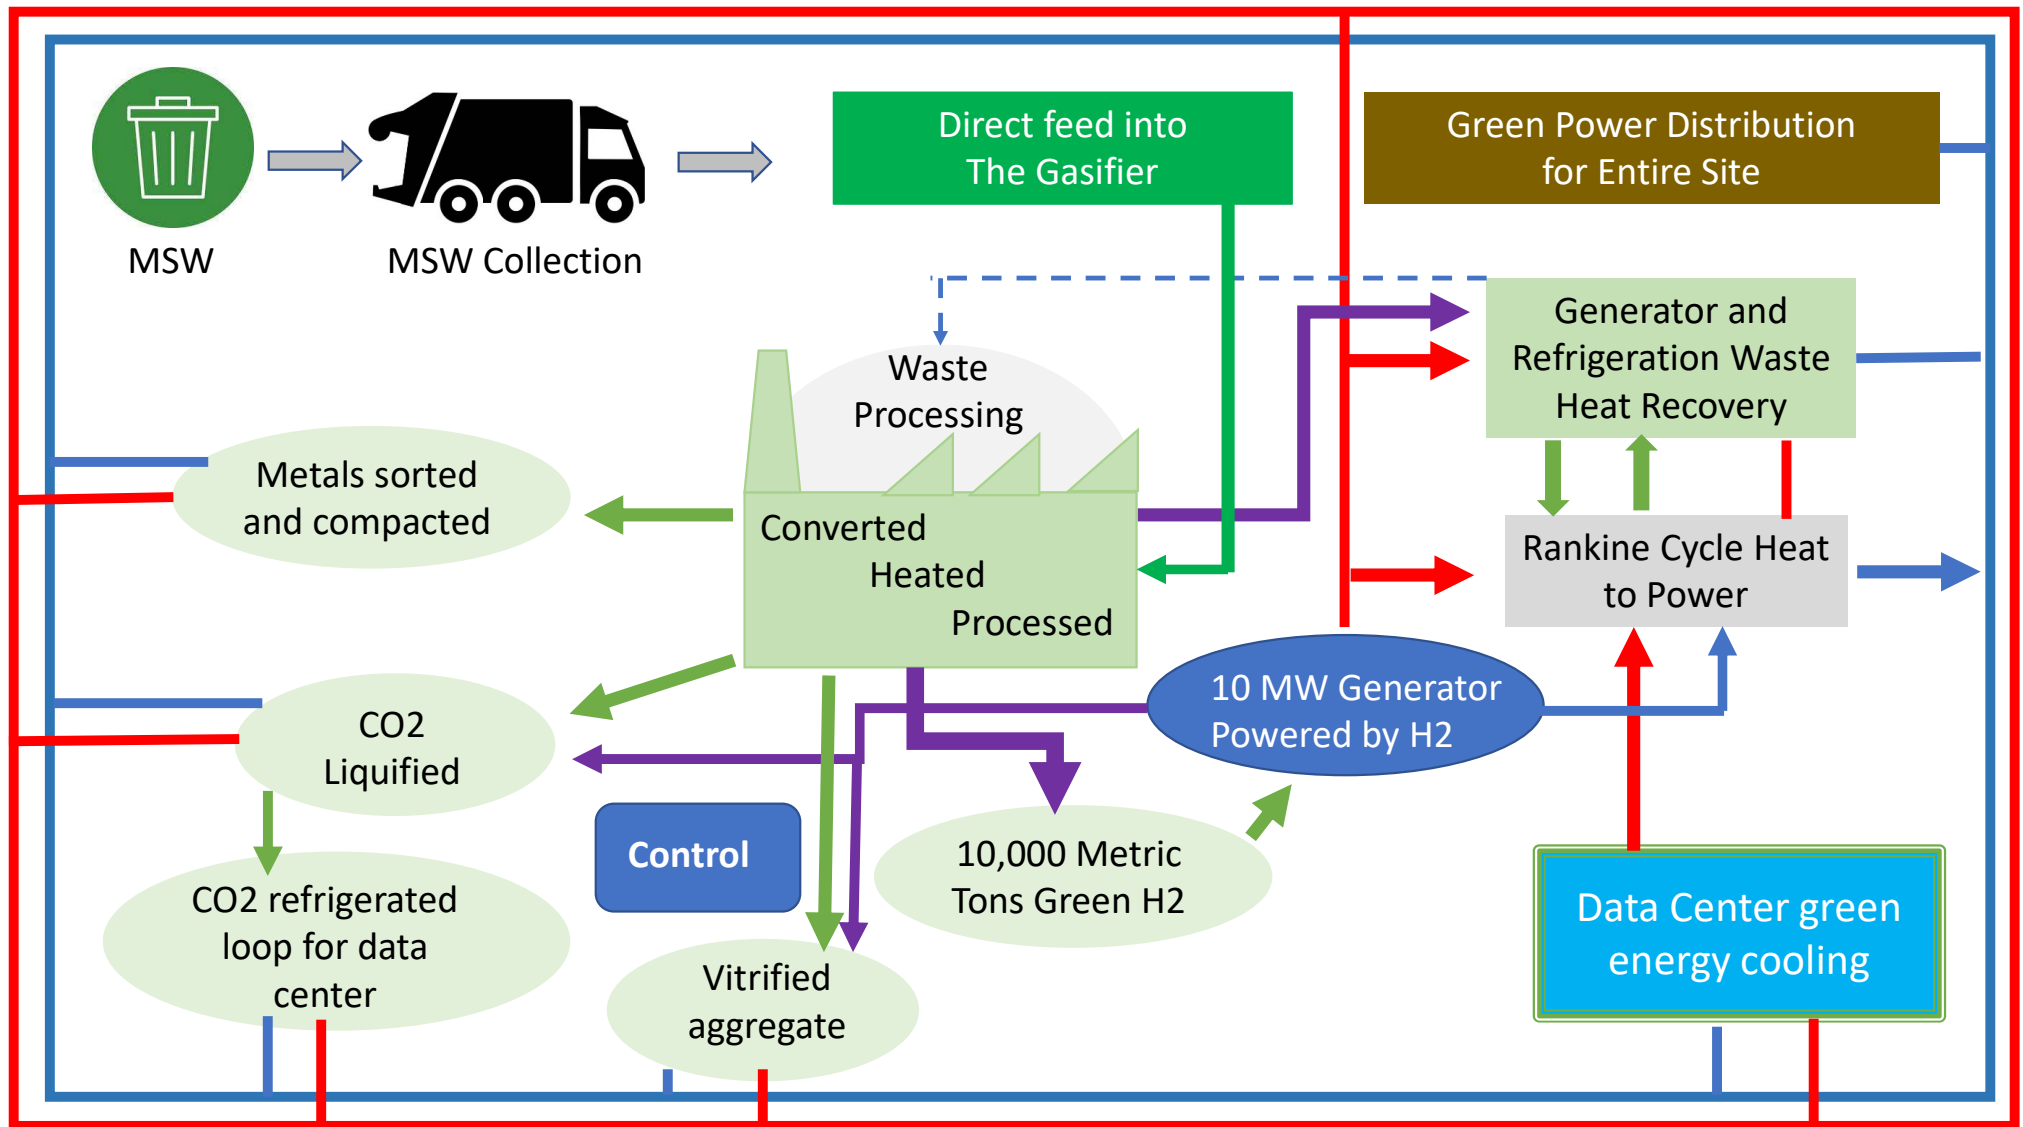 MSW
MSW Collection
Direct feed into
The Gasifier
Green Power Distribution
for Entire Site
Waste
Processing
Generator and
Refrigeration Waste
Heat Recovery
Metals sorted
and compacted
Converted
Heated
Processed
Rankine Cycle Heat
to Power
CO2
Liquified
10 MW Generator
Powered by H2
Control
10,000 Metric
Tons Green H2
CO2 refrigerated
loop for data
center
Vitrified
aggregate
Data Center green
energy cooling